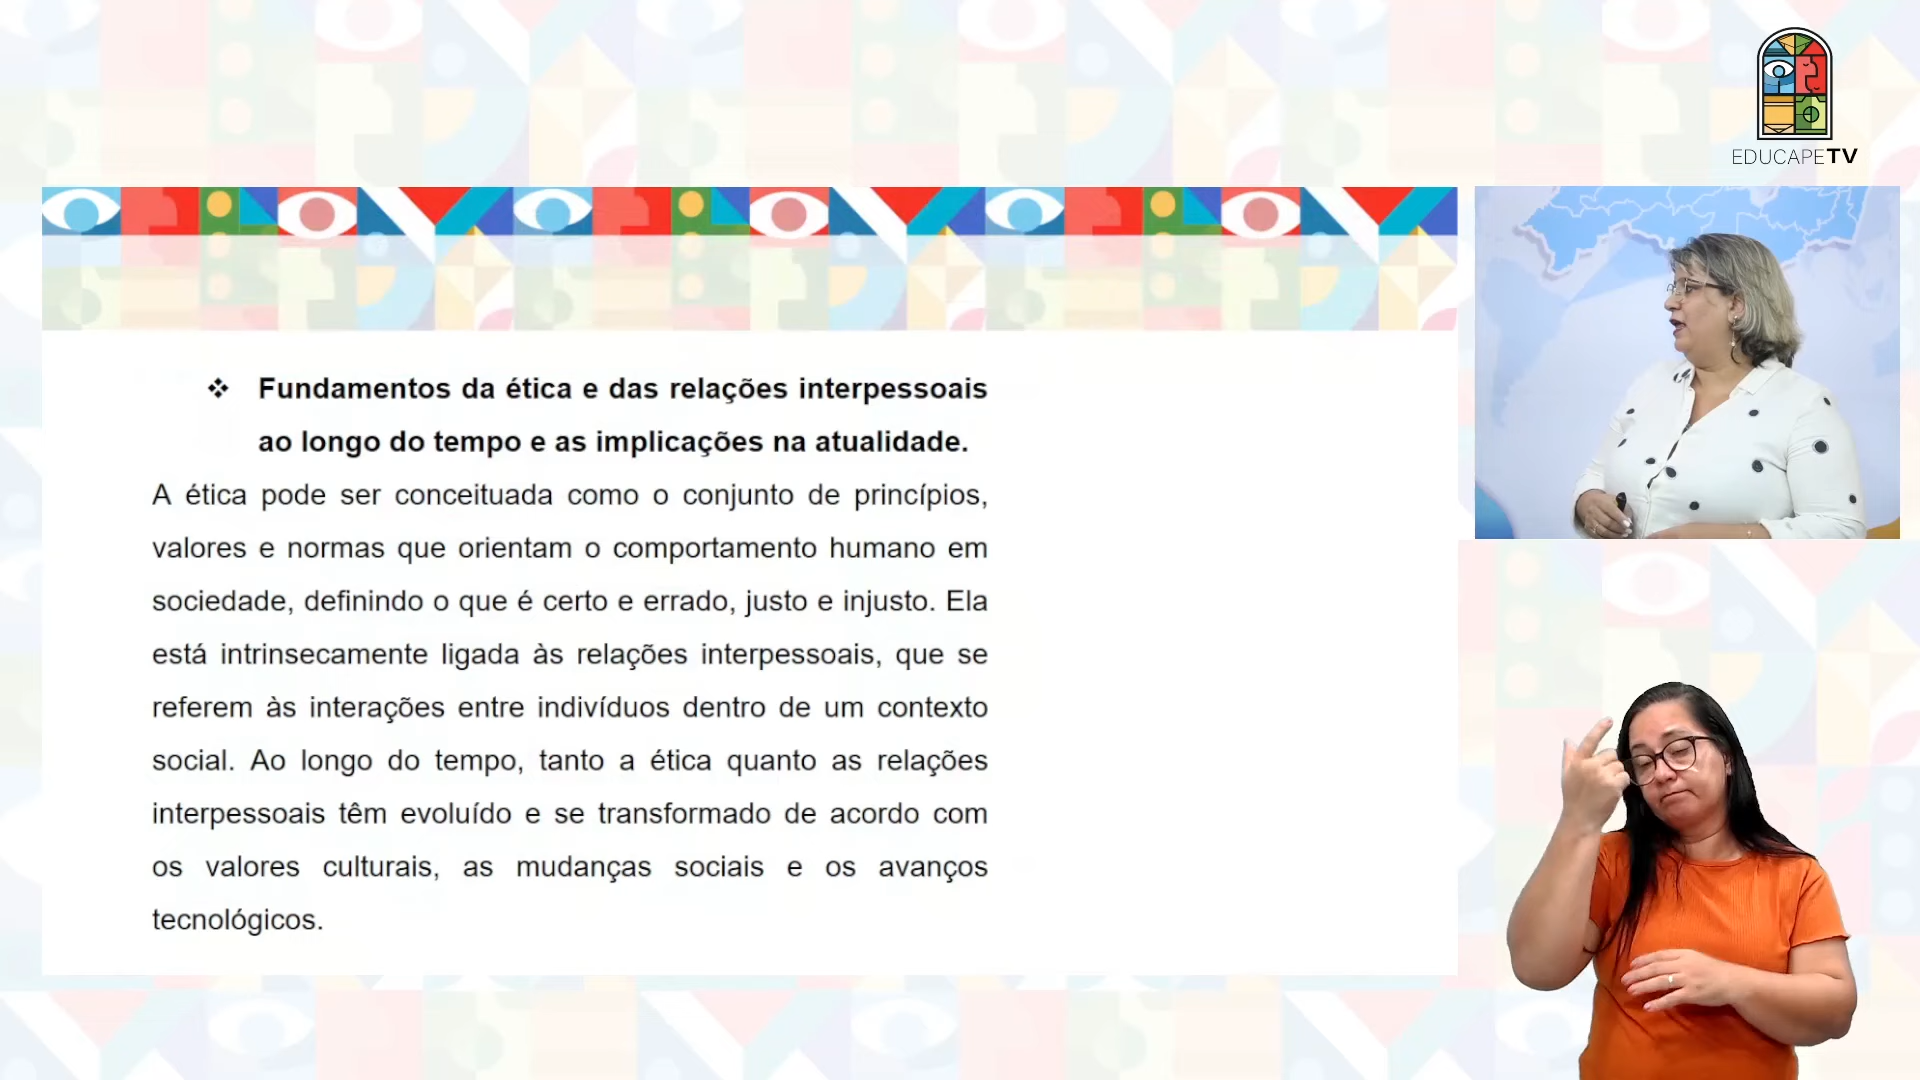 EDUCAPETV
❖ Fundamentos da ética e das relações interpessoais
ao longo do tempo e as implicações na atualidade.
A ética pode ser conceituada como o conjunto de princípios,
valores e normas que orientam o comportamento humano em
sociedade, definindo o que é certo e errado, justo e injusto. Ela
está intrinsecamente ligada às relações interpessoais, que se
referem às interações entre indivíduos dentro de um contexto
social. Ao longo do tempo, tanto a ética quanto as relações
interpessoais têm evoluído e se transformado de acordo com
os valores culturais, as mudanças sociais e os avanços
tecnológicos.